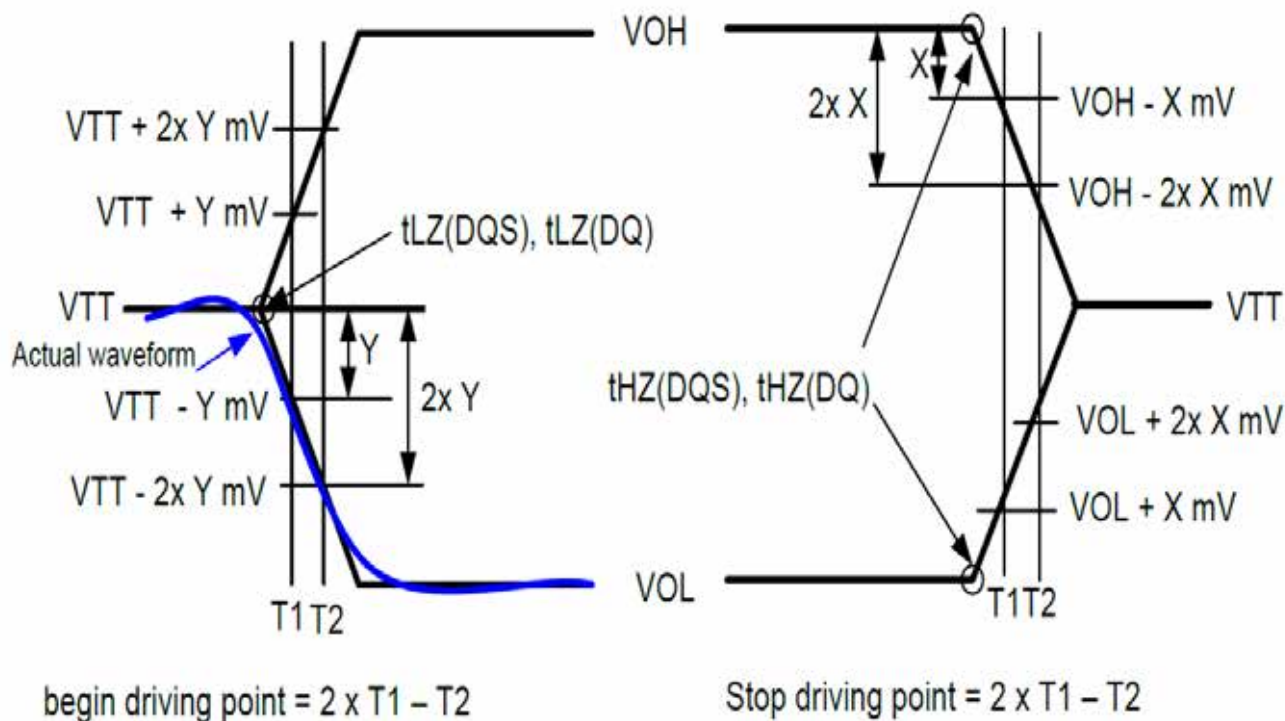 VOH
VTT + 2x Y mV
VTT + Y mV
VTT
Actual waveform
VTT - Y mV
VTT - 2x Y mV
tLZ(DQS), tLZ(DQ)
Y
2x Y
VOL
T1 T2
begin driving point = 2 x T1 – T2
X
2x X
VOH - X mV
VOH - 2x X mV
VTT
tHZ(DQS), tHZ(DQ)
VOL + 2x X mV
VOL + X mV
T1 T2
Stop driving point = 2 x T1 – T2